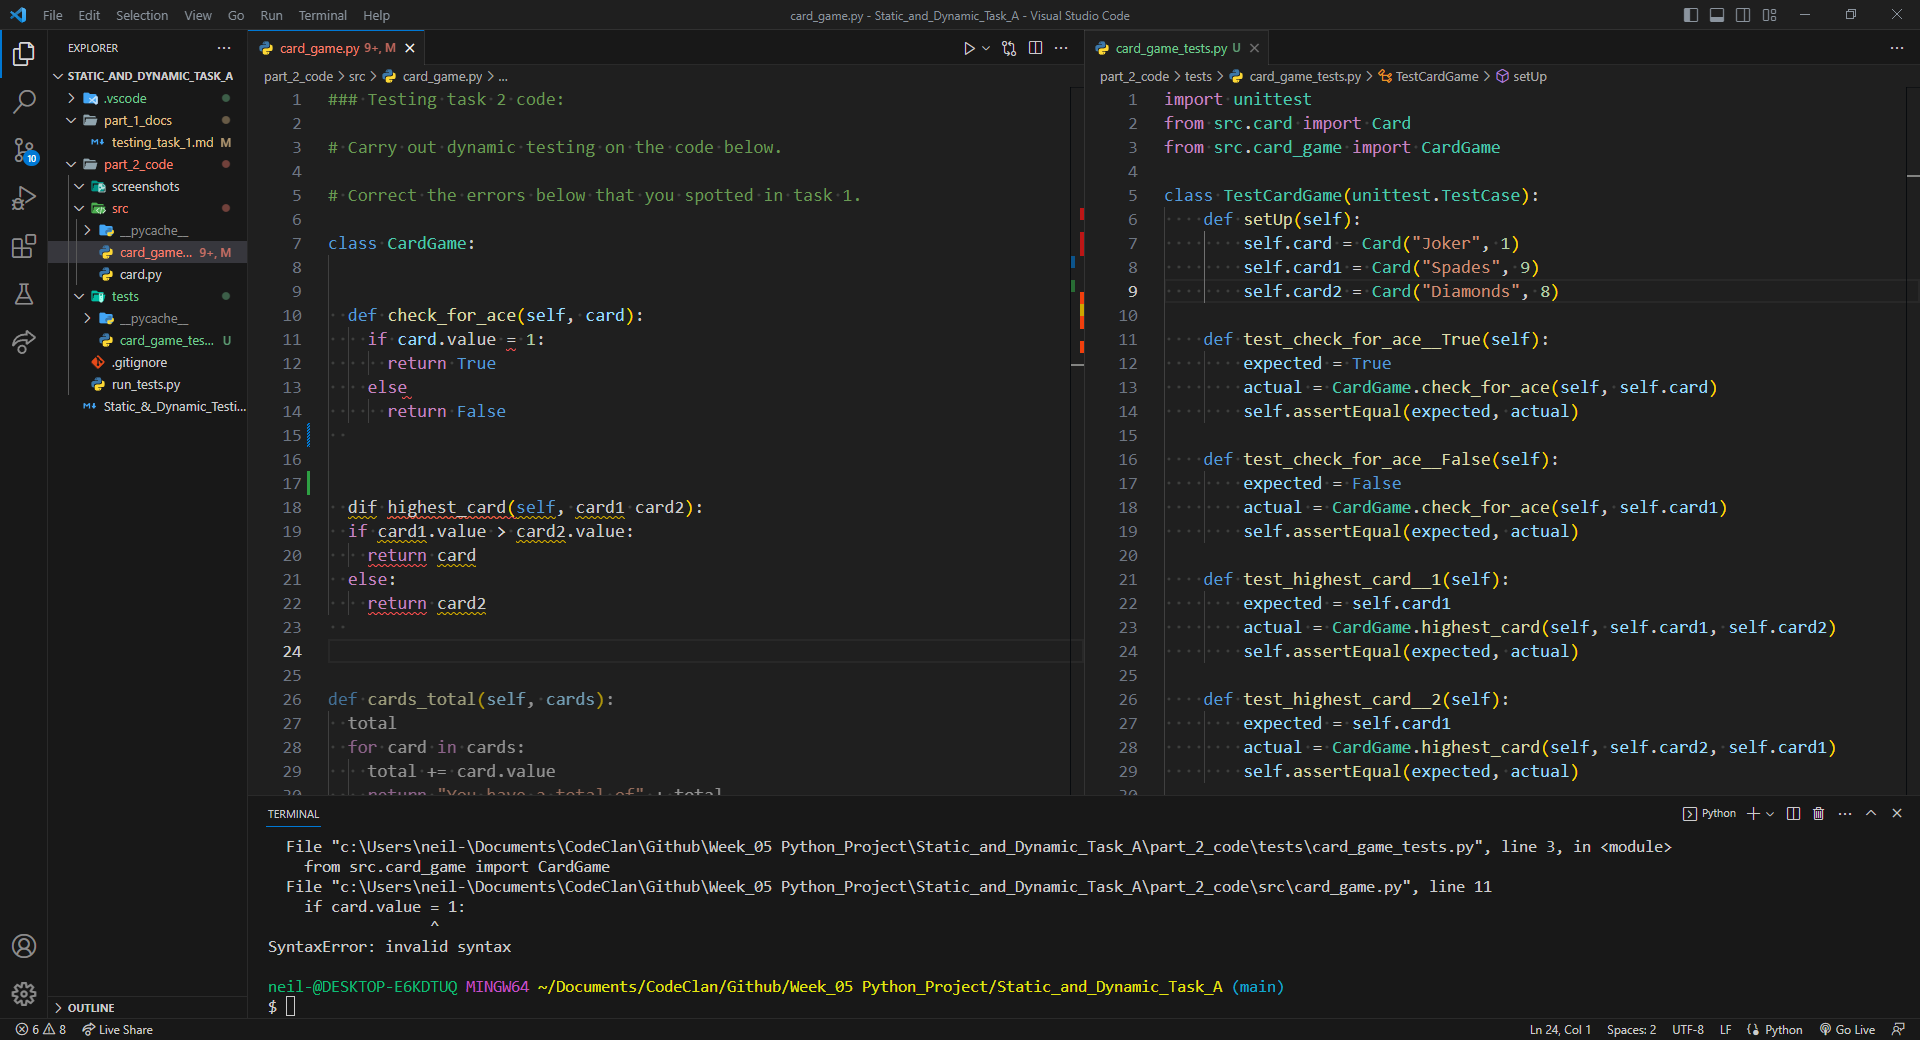 File Edit Selection View Go Run Terminal Help
card_game.py - Static_and_Dynamic_Task_A - Visual Studio Code
EXPLORER
STATIC_AND_DYNAMIC_TASK_A
.vscode
part_1_docs
testing_task_1.md M
part_2_code
screenshots
src
__pycache__
card_game... 9+, M
card.py
tests
__pycache__
card_game_tes... U
.gitignore
run_tests.py
Static_&_Dynamic_Testi...
OUTLINE
10
card_game.py 9+, M
part_2_code > src > card_game.py > ...
1 ### Testing task 2 code:
2
3 # Carry out dynamic testing on the code below.
4
5 # Correct the errors below that you spotted in task 1.
6
7 class CardGame:
8
9
10 def check_for_ace(self, card):
11 if card.value = 1:
12 return True
13 else
14 return False
15
16
17
18 dif highest_card(self, card1 card2):
19 if card1.value > card2.value:
20 return card
21 else:
22 return card2
23
24
25
26 def cards_total(self, cards):
27 total
28 for card in cards:
29 total += card.value
30 return "You have a total of" + total
card_game_tests.py U
part_2_code > tests > card_game_tests.py > TestCardGame > setUp
1 import unittest
2 from src.card import Card
3 from src.card_game import CardGame
4
5 class TestCardGame(unittest.TestCase):
6 def setUp(self):
7 self.card = Card("Joker", 1)
8 self.card1 = Card("Spades", 9)
9 self.card2 = Card("Diamonds", 8)
10
11 def test_check_for_ace__True(self):
12 expected = True
13 actual = CardGame.check_for_ace(self, self.card)
14 self.assertEqual(expected, actual)
15
16 def test_check_for_ace__False(self):
17 expected = False
18 actual = CardGame.check_for_ace(self, self.card1)
19 self.assertEqual(expected, actual)
20
21 def test_highest_card__1(self):
22 expected = self.card1
23 actual = CardGame.highest_card(self, self.card1, self.card2)
24 self.assertEqual(expected, actual)
25
26 def test_highest_card__2(self):
27 expected = self.card1
28 actual = CardGame.highest_card(self, self.card2, self.card1)
29 self.assertEqual(expected, actual)
30
TERMINAL
Python
File "c:\Users\neil-\Documents\CodeClan\Github\Week_05 Python_Project\Static_and_Dynamic_Task_A\part_2_code\tests\card_game_tests.py", line 3, in <module>
from src.card_game import CardGame
File "c:\Users\neil-\Documents\CodeClan\Github\Week_05 Python_Project\Static_and_Dynamic_Task_A\part_2_code\src\card_game.py", line 11
if card.value = 1:
^
SyntaxError: invalid syntax
neil-@DESKTOP-E6KDTUQ MINGW64 ~/Documents/CodeClan/Github/Week_05 Python_Project/Static_and_Dynamic_Task_A (main)
$
6 8 Live Share
Ln 24, Col 1 Spaces: 2 UTF-8 LF Python Go Live